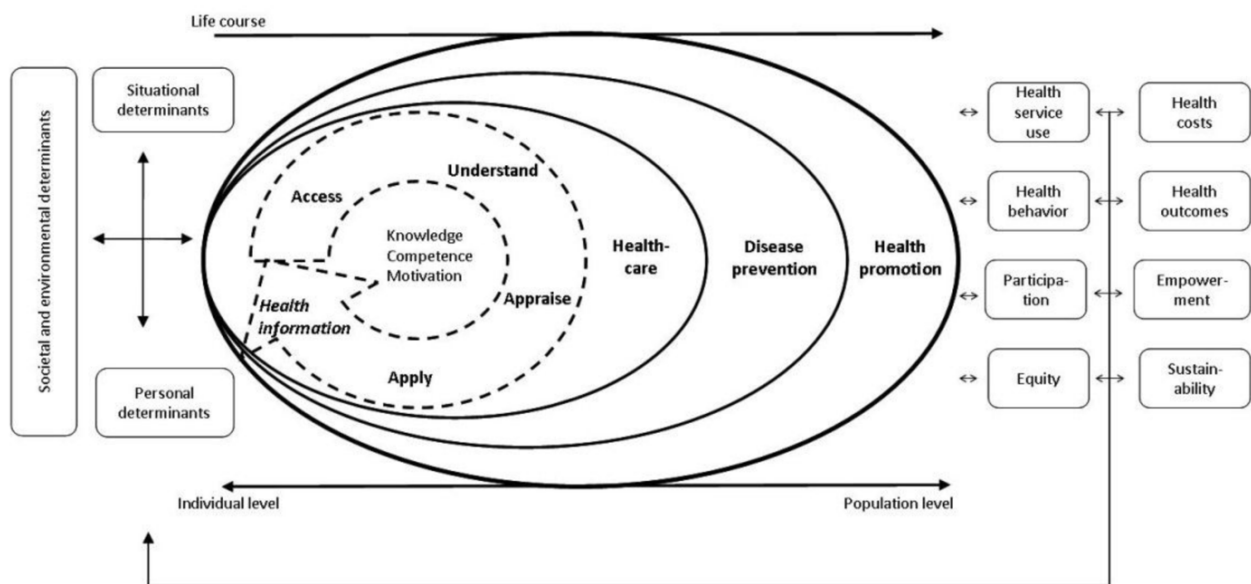 Life course
Societal and environmental determinants
Situational
determinants
Personal
determinants
Access
Understand
Knowledge
Competence
Motivation
Health
information
Appraise
Apply
Health-
care
Disease
prevention
Health
promotion
Health
service
use
Health
costs
Health
behavior
Health
outcomes
Participa-
tion
Empower-
ment
Equity
Sustain-
ability
Individual level
Population level